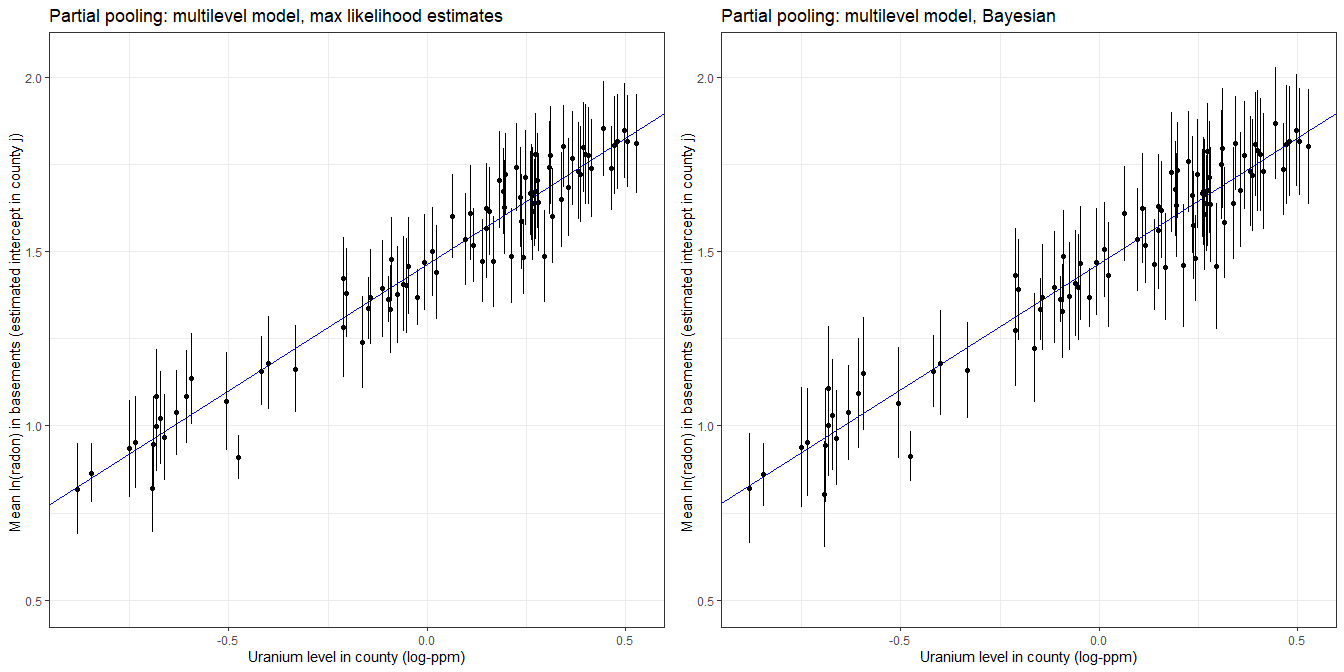 Partial pooling: multilevel model, max likelihood estimates
Mean ln(radon) in basements (estimated intercept in county j)
2.0
1.5
1.0
0.5
-0.5
0.0
0.5
Uranium level in county (log-ppm)
Partial pooling: multilevel model, Bayesian
Mean ln(radon) in basements (estimated intercept in county j)
2.0
1.5
1.0
0.5
-0.5
0.0
0.5
Uranium level in county (log-ppm)